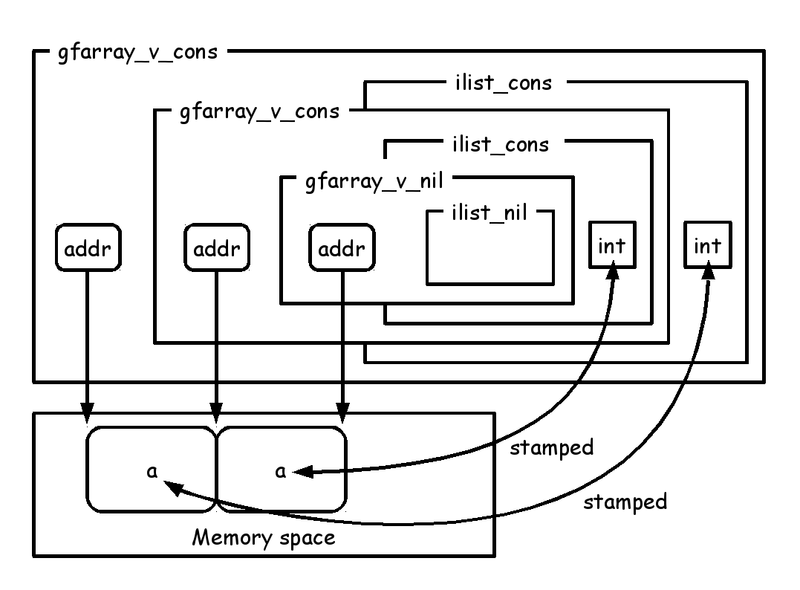 gfarray_v_cons
ilist_cons
gfarray_v_cons
ilist_cons
gfarray_v_nil
ilist_nil
addr
addr
addr
int
int
stamped
a
a
stamped
Memory space